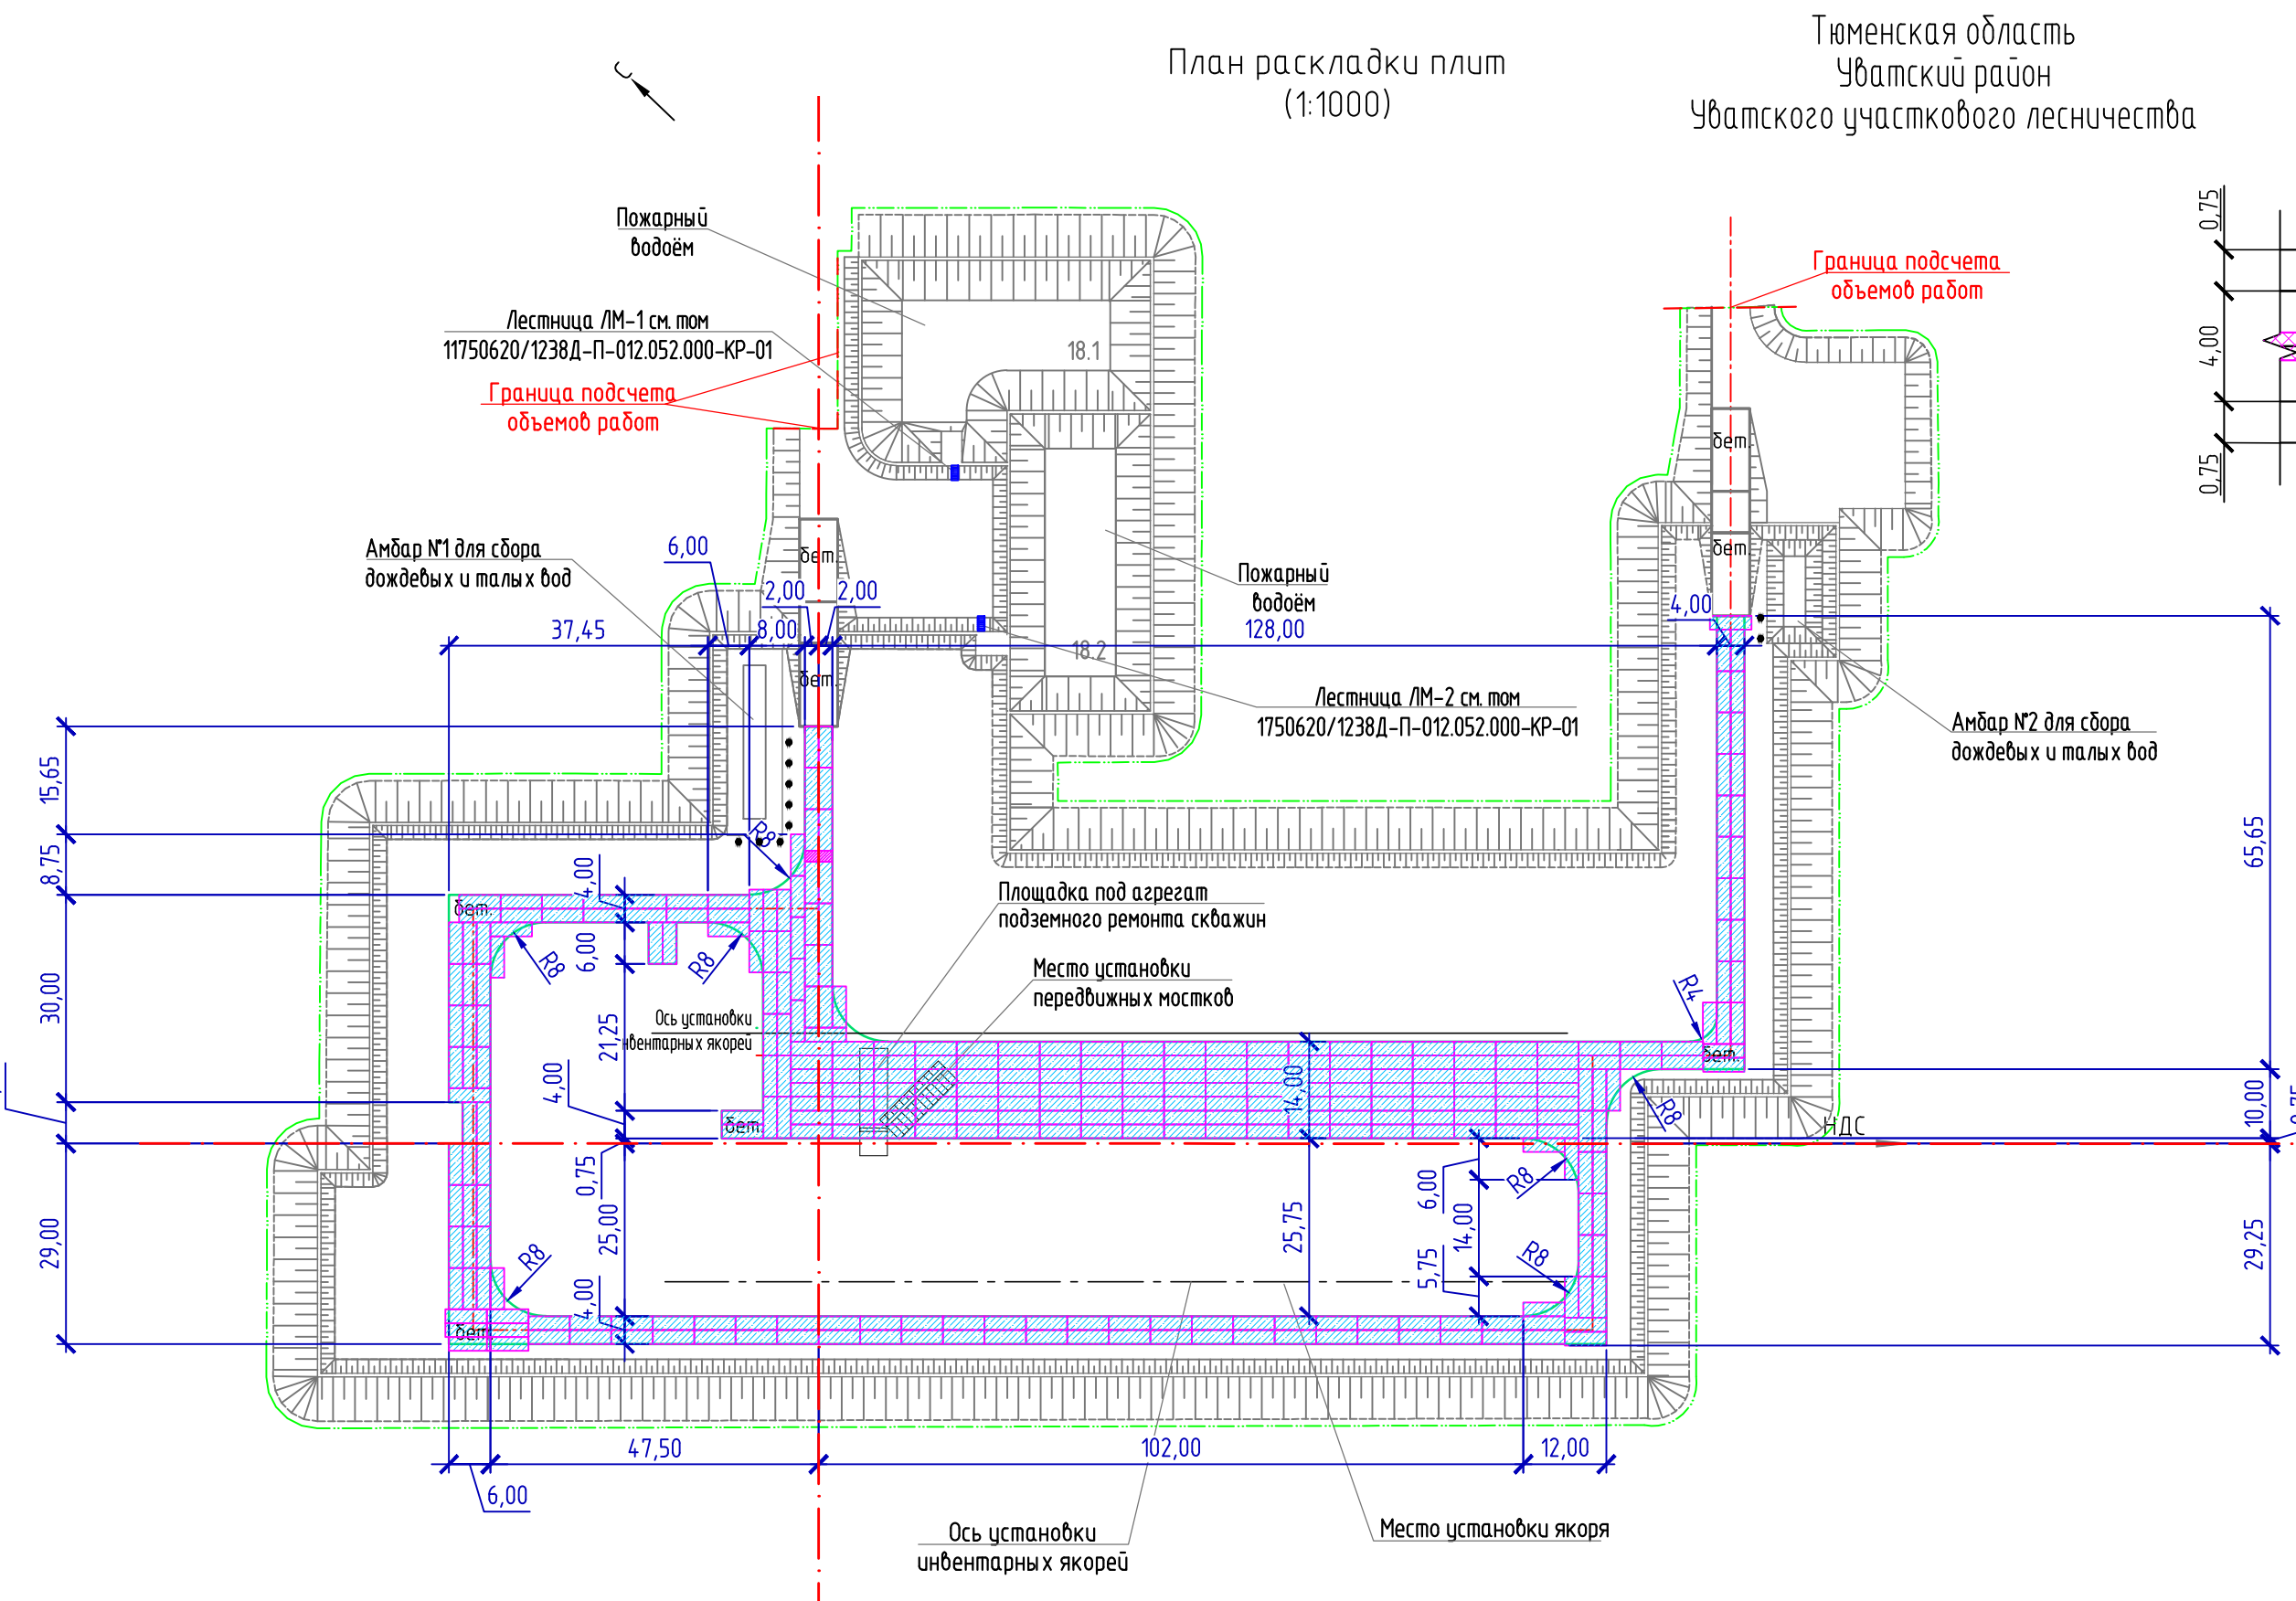 План раскладки плит
(1:1000)
Тюменская область
Уватский район
Уватского участкового лесничества
С
Пожарный
водоём
Лестница ЛМ-1 см. том
11750620/1238Д-П-012.052.000-КР-01
Граница подсчета
объемов работ
Граница подсчета
объемов работ
0,75
4,00
0,75
18.1
бет.
бет.
бет.
Амбар №1 для сбора
дождевых и талых вод
6,00
2,00
2,00
Пожарный
водоём
4,00
37,45
8,00
128,00
18.2
бет.
бет.
Лестница ЛМ-2 см. том
1750620/1238Д-П-012.052.000-КР-01
Амбар №2 для сбора
дождевых и талых вод
15,65
8,75
30,00
29,00
65,65
10,00
29,25
0,75
R8
4,00
Площадка под агрегат
подземного ремонта скважин
бет.
6,00
R8
R8
Место установки
передвижных мостков
R4
Ось установки
инвентарных якорей
21,25
4,00
14,00
бет.
бет.
R8
НДС
0,75
25,00
4,00
25,75
6,00
14,00
5,75
R8
R8
R8
бет.
47,50
102,00
12,00
6,00
Ось установки
инвентарных якорей
Место установки якоря